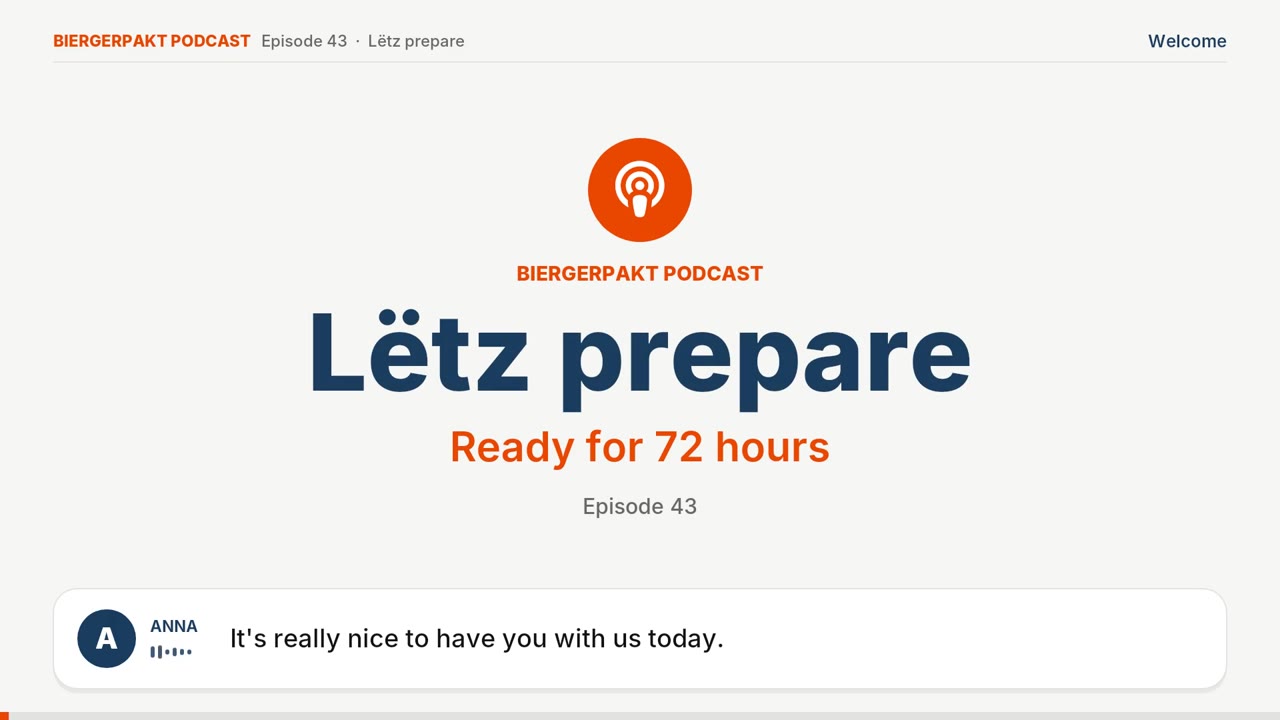 BIERGERPAKT PODCAST Episode 43 · Lëtz prepare
Welcome
BIERGERPAKT PODCAST
Lëtz prepare
Ready for 72 hours
Episode 43
A
ANNA
It's really nice to have you with us today.